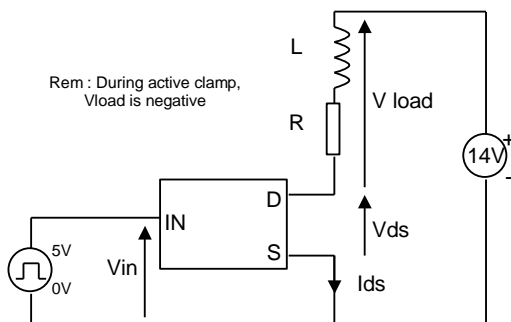 L
Rem : During active clamp,
Vload is negative
V load
R
14V
+
-
D
IN
Vds
5V
S
Vin
0V
Ids